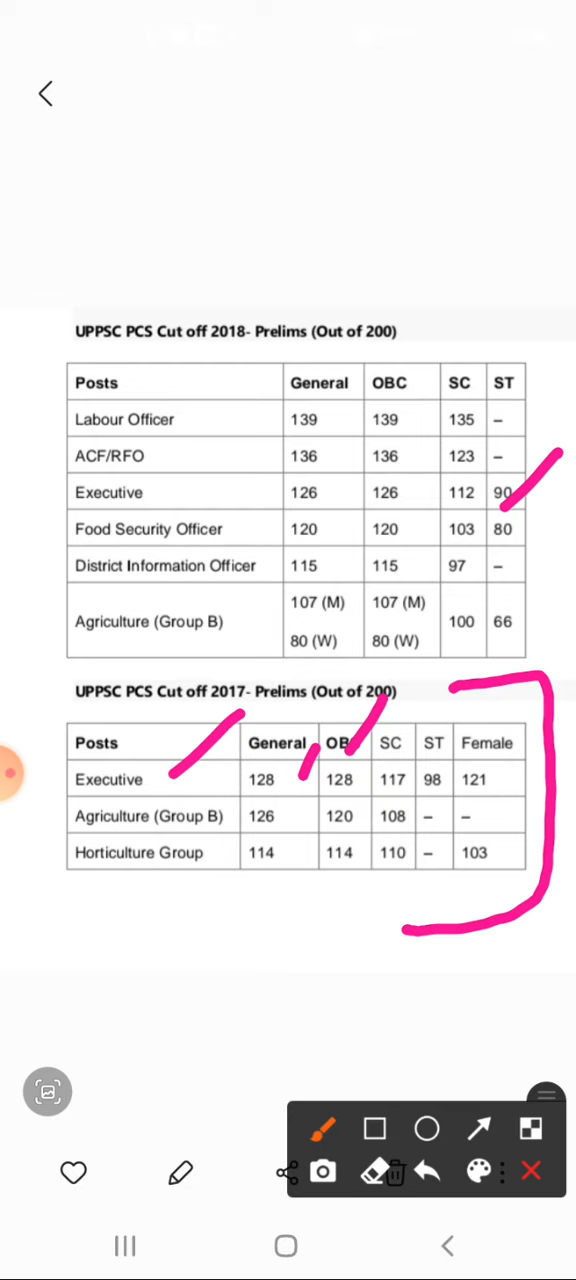 UPPSC PCS Cut off 2018- Prelims (Out of 200)
Posts General OBC SC ST
Labour Officer 139 139 135 –
ACF/RFO 136 136 123 –
Executive 126 126 112 90
Food Security Officer 120 120 103 80
District Information Officer 115 115 97 –
Agriculture (Group B) 107 (M) 80 (W) 107 (M) 80 (W) 100 66
UPPSC PCS Cut off 2017- Prelims (Out of 200)
Posts General OBC SC ST Female
Executive 128 128 117 98 121
Agriculture (Group B) 126 120 108 – –
Horticulture Group 114 114 110 – 103